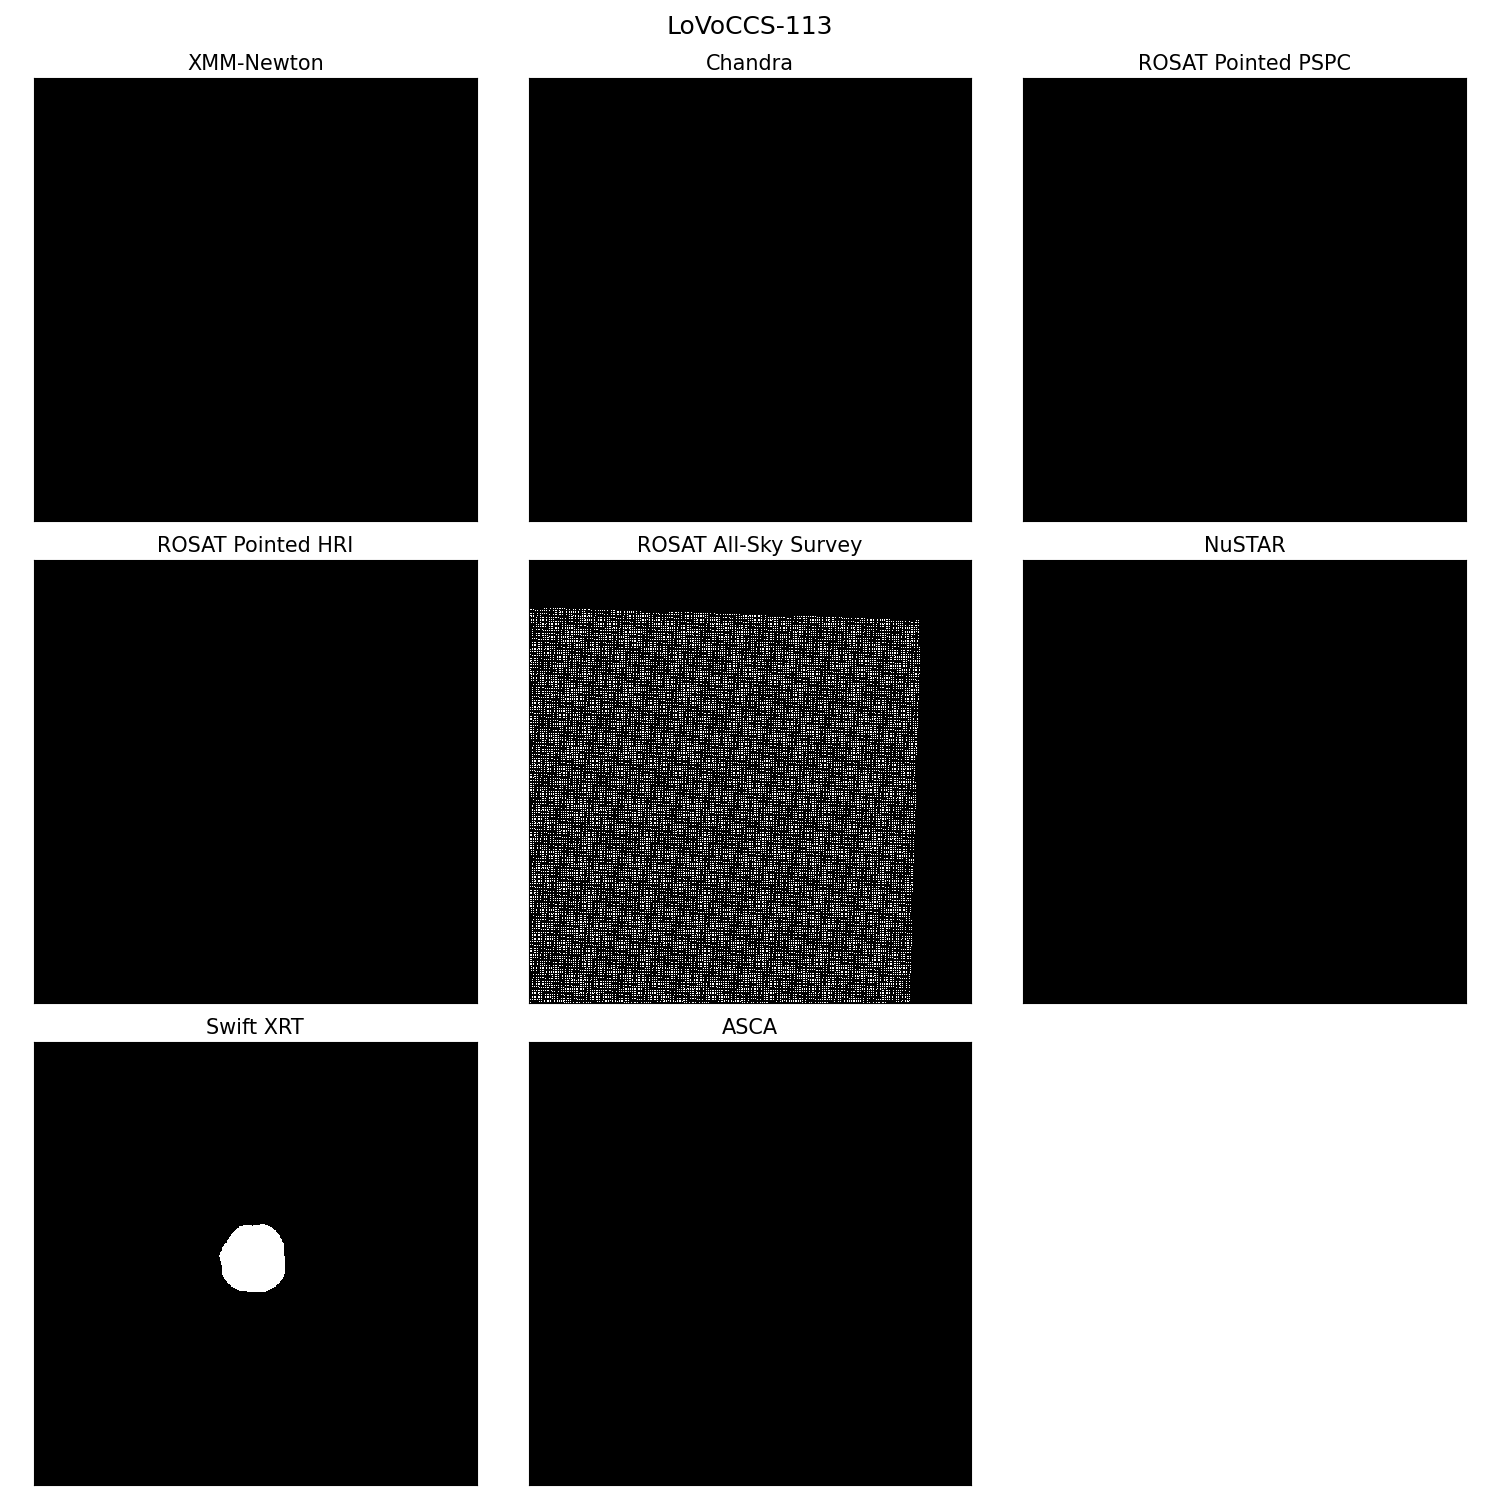 LoVoCCS-113
XMM-Newton
Chandra
ROSAT Pointed PSPC
ROSAT Pointed HRI
ROSAT All-Sky Survey
NuSTAR
Swift XRT
ASCA